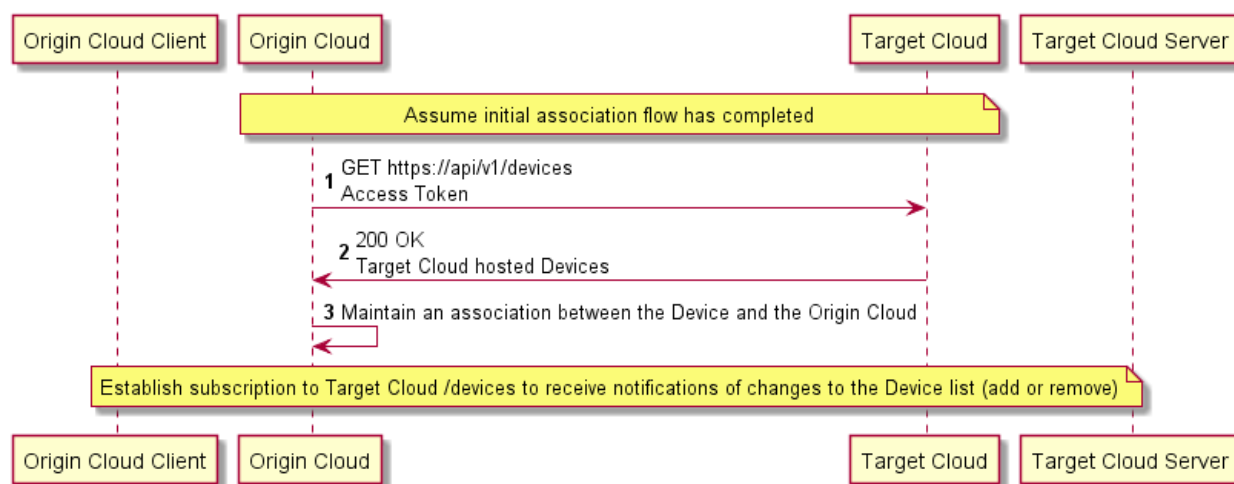 Origin Cloud Client
Origin Cloud
Target Cloud
Target Cloud Server
Assume initial association flow has completed
1 GET https://api/v1/devices
Access Token
2 200 OK
Target Cloud hosted Devices
3 Maintain an association between the Device and the Origin Cloud
Establish subscription to Target Cloud /devices to receive notifications of changes to the Device list (add or remove)
Origin Cloud Client
Origin Cloud
Target Cloud
Target Cloud Server